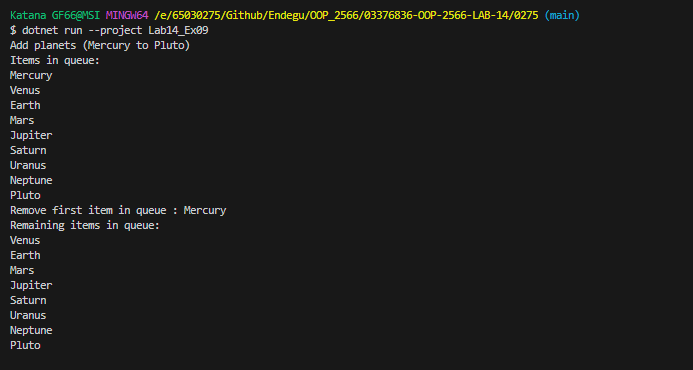 Katana GF66@MSI MINGW64 /e/65030275/Github/Endegu/OOP_2566/03376836-OOP-2566-LAB-14/0275 (main)
$ dotnet run --project Lab14_Ex09
Add planets (Mercury to Pluto)
Items in queue:
Mercury
Venus
Earth
Mars
Jupiter
Saturn
Uranus
Neptune
Pluto
Remove first item in queue : Mercury
Remaining items in queue:
Venus
Earth
Mars
Jupiter
Saturn
Uranus
Neptune
Pluto